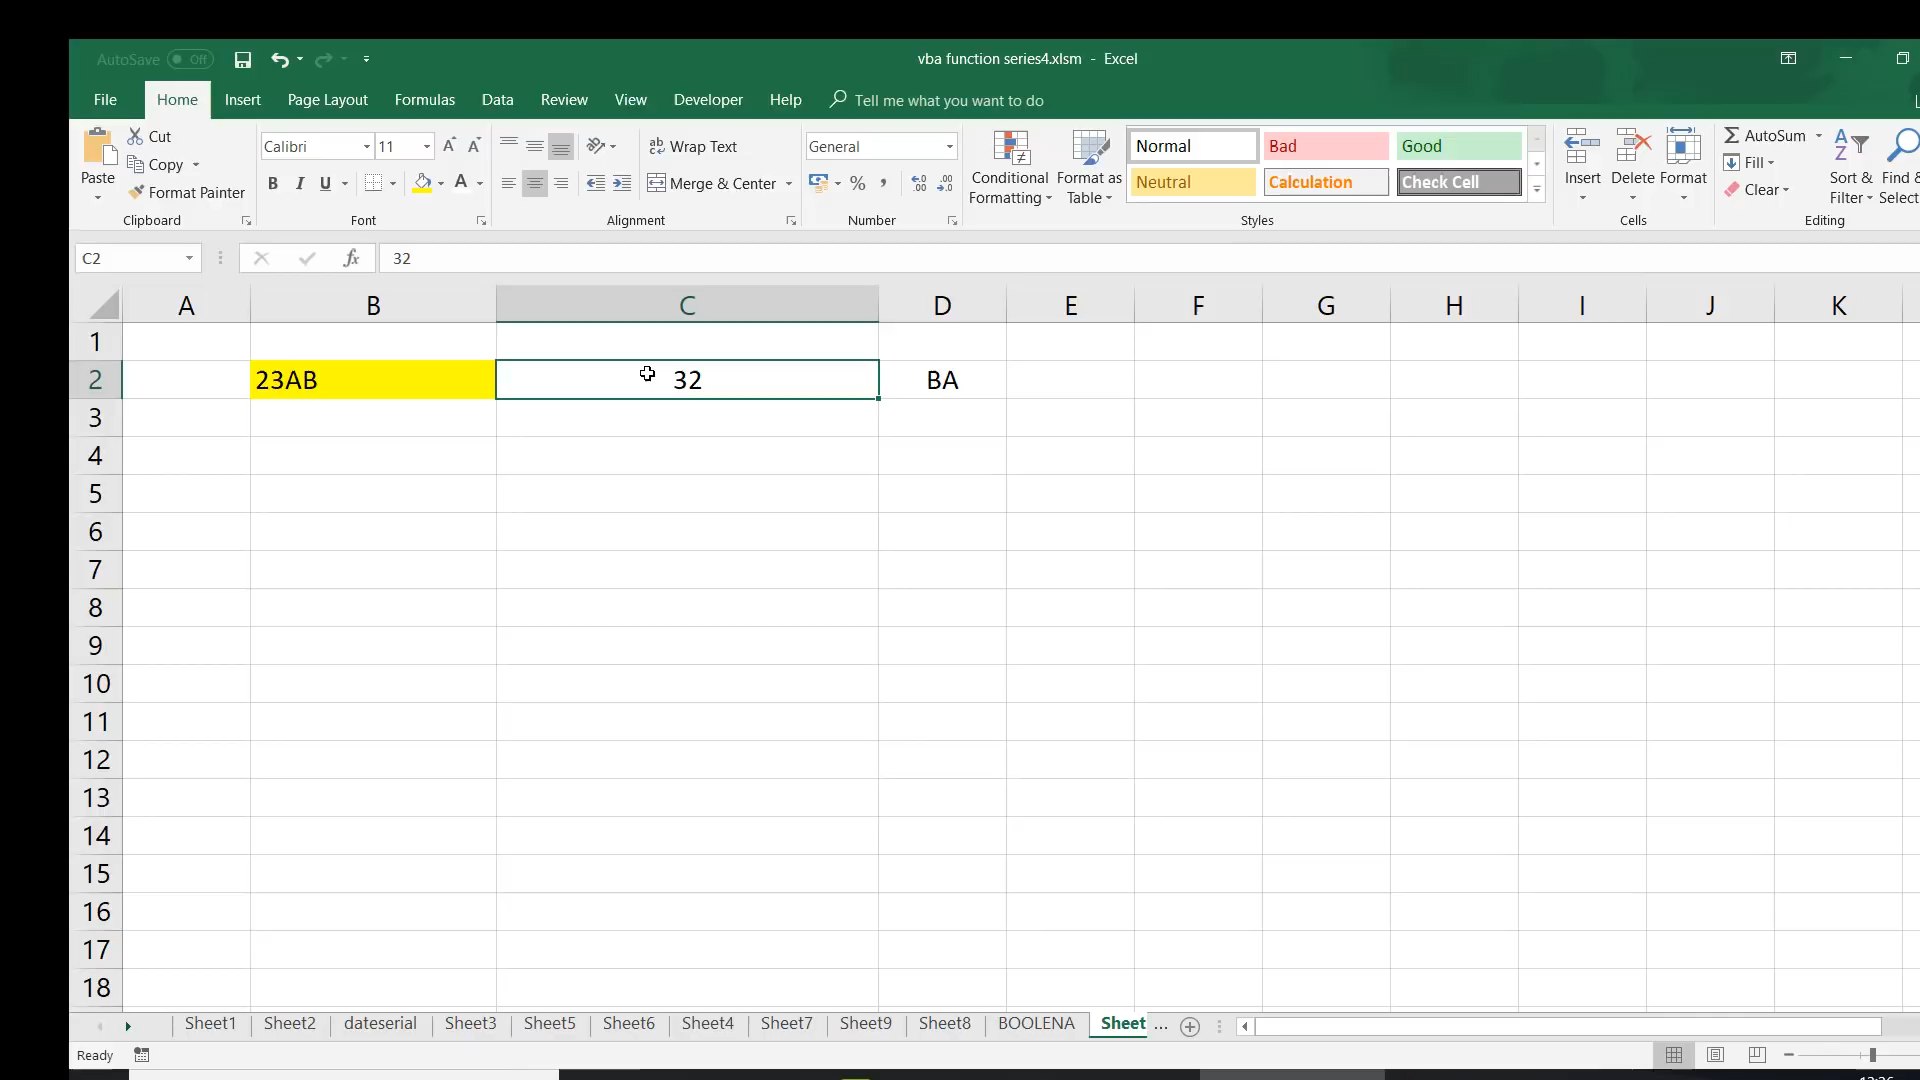 AutoSave Off
vba function series4.xlsm - Excel
File Home Insert Page Layout Formulas Data Review View Developer Help Tell me what you want to do
Paste
Cut
Copy
Format Painter
Clipboard
Calibri 11
B I U A
Font
Wrap Text
Merge & Center
Alignment
General
% ,
Number
Conditional Formatting
Format as Table
Normal Bad Good
Neutral Calculation Check Cell
Styles
Insert Delete Format
Cells
AutoSum
Fill
Clear
Sort & Filter
Find & Select
Editing
C2 fx 32
A B C D E F G H I J K
1
2 23AB 32 BA
3
4
5
6
7
8
9
10
11
12
13
14
15
16
17
18
Sheet1 Sheet2 dateserial Sheet3 Sheet5 Sheet6 Sheet4 Sheet7 Sheet9 Sheet8 BOOLENA Sheet ...
Ready